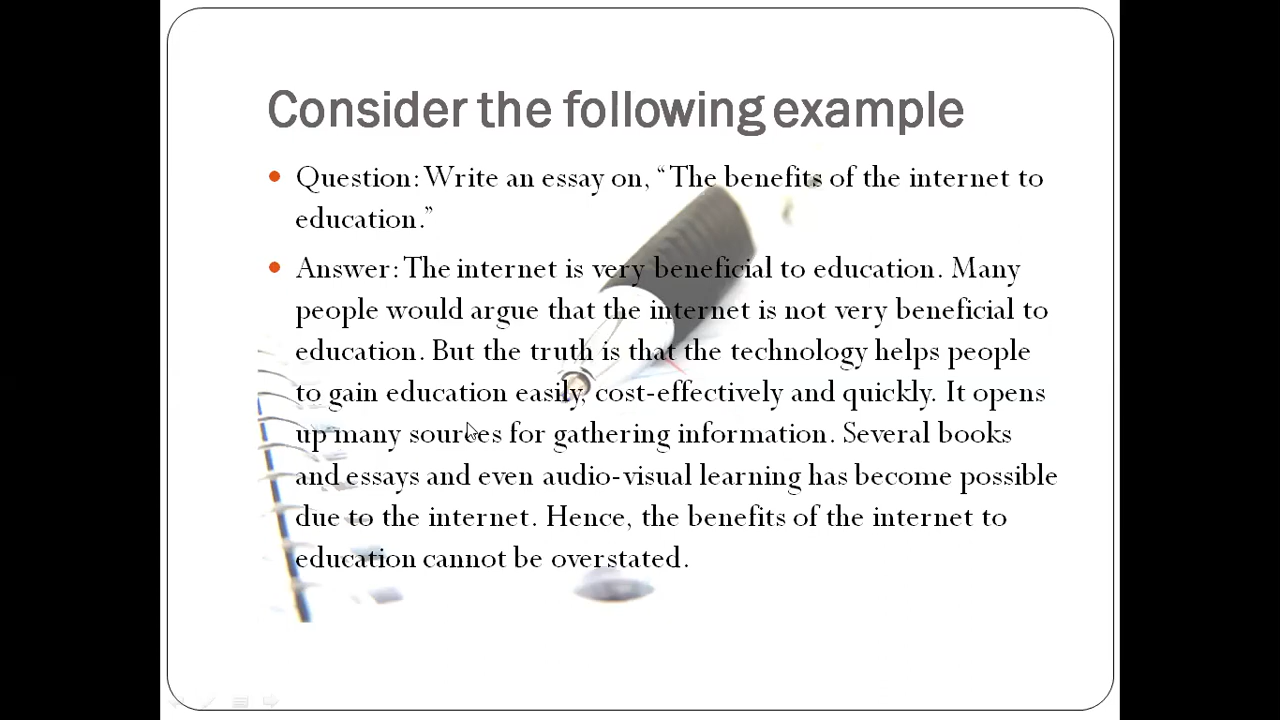 Consider the following example
Question: Write an essay on, “The benefits of the internet to
education.”
Answer: The internet is very beneficial to education. Many
people would argue that the internet is not very beneficial to
education. But the truth is that the technology helps people
to gain education easily, cost-effectively and quickly. It opens
up many sources for gathering information. Several books
and essays and even audio-visual learning has become possible
due to the internet. Hence, the benefits of the internet to
education cannot be overstated.